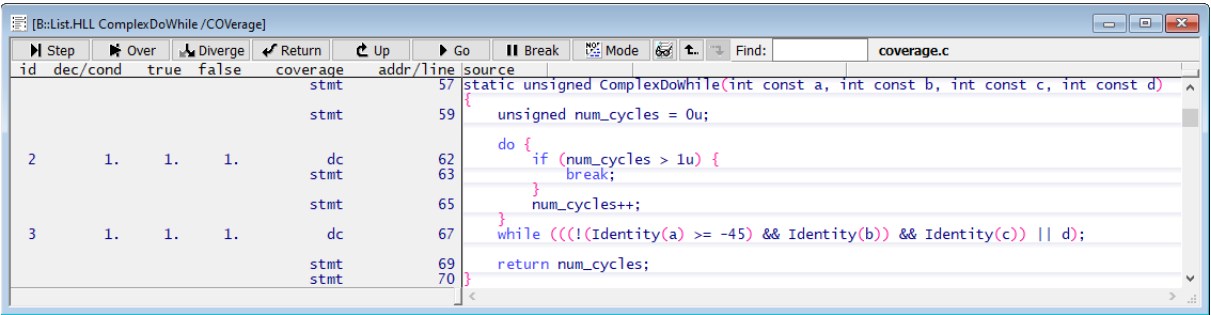 [B::List.HLL ComplexDoWhile /COVerage]
Step Over Diverge Return Up Go Break Mode Find: coverage.c
id dec/cond true false coverage addr/line source
stmt 57 static unsigned ComplexDoWhile(int const a, int const b, int const c, int const d)
{
stmt 59 unsigned num_cycles = 0u;
do {
2 1. 1. 1. dc 62 if (num_cycles > 1u) {
stmt 63 break;
}
stmt 65 num_cycles++;
}
3 1. 1. 1. dc 67 while (((!(Identity(a) >= -45) && Identity(b)) && Identity(c)) || d);
stmt 69 return num_cycles;
stmt 70 }